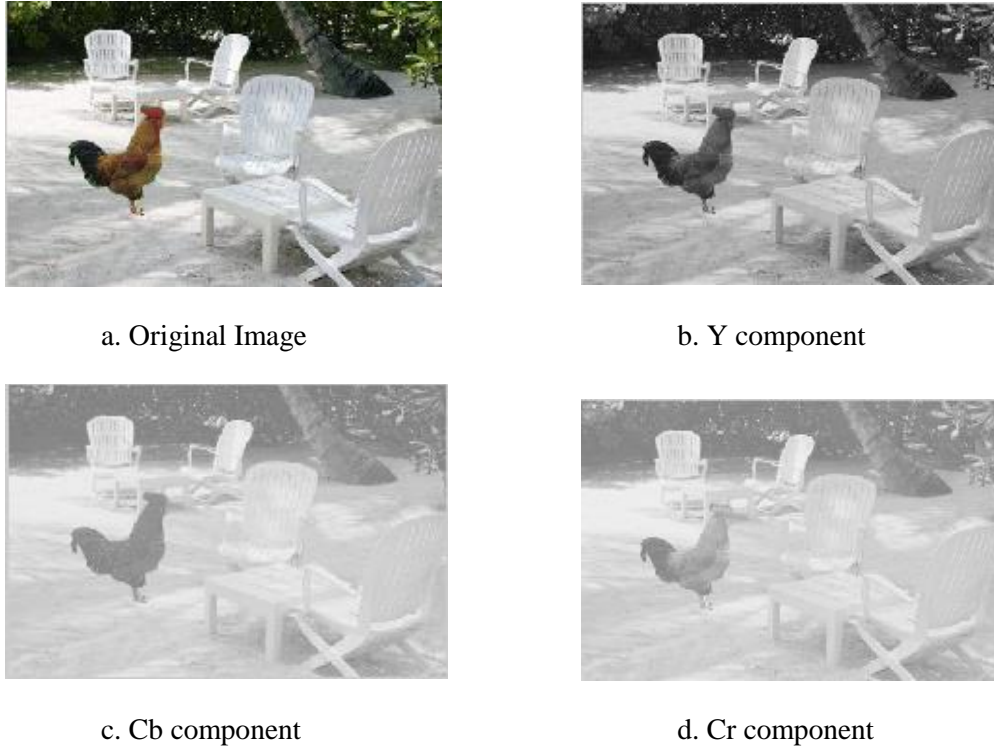 a. Original Image
b. Y component
c. Cb component
d. Cr component